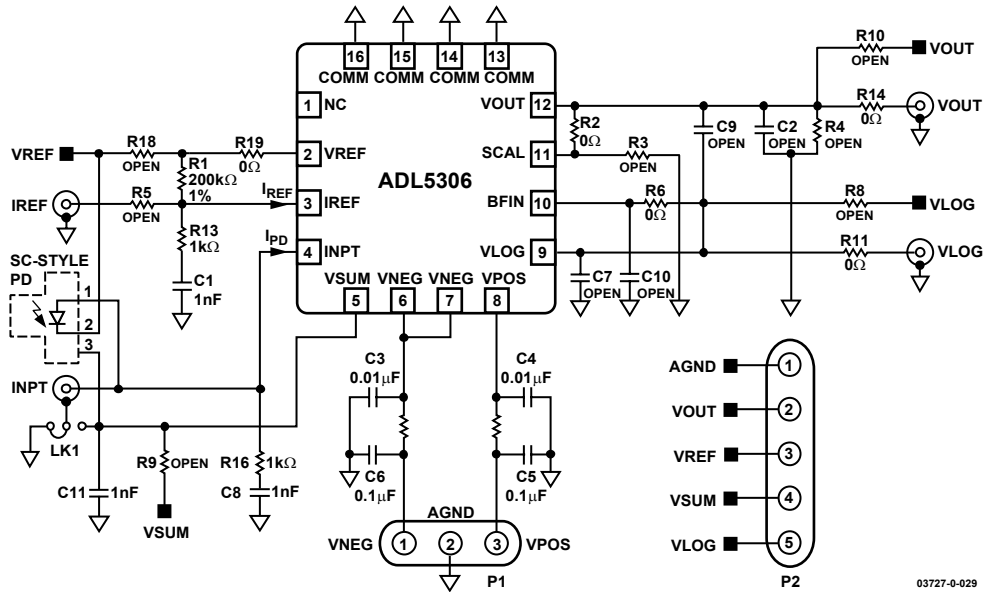 16 15 14 13
COMM COMM COMM COMM
R10
OPEN
VOUT
1 NC
VOUT 12
R14
0Ω
VOUT
R2
0Ω
C9
OPEN
C2
OPEN
R4
OPEN
VREF
R18
OPEN
R19
0Ω
2 VREF
R1
200kΩ
1%
ADL5306
SCAL 11
R3
OPEN
IREF
R5
OPEN
IREF
3 IREF
BFIN 10
R6
0Ω
R8
OPEN
VLOG
R13
1kΩ
IPD
4 INPT
VLOG 9
R11
0Ω
VLOG
SC-STYLE
PD
C1
1nF
VSUM VNEG VNEG VPOS
5 6 7 8
C7
OPEN
C10
OPEN
1
2
3
C3
0.01μF
C4
0.01μF
INPT
LK1
R9 OPEN
R16 1kΩ
C6
0.1μF
C5
0.1μF
C11 1nF
C8 1nF
VSUM
AGND
VNEG 1 2 3 VPOS
P1
AGND 1
VOUT 2
VREF 3
VSUM 4
VLOG 5
P2
03727-0-029